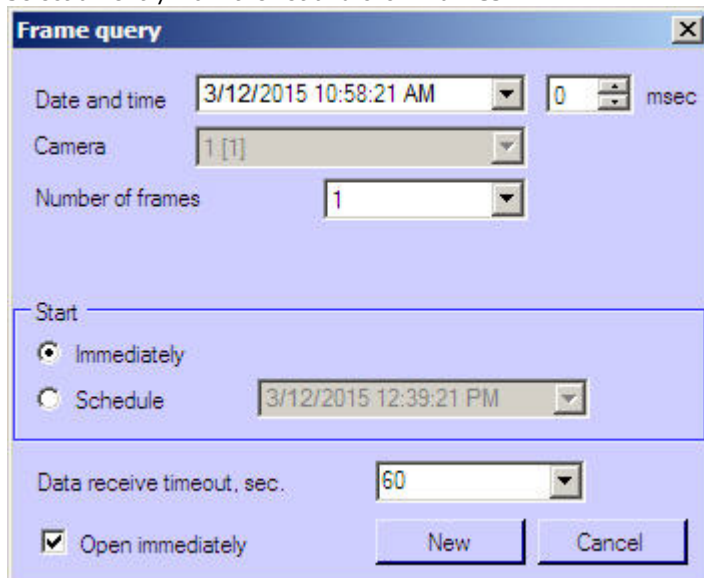 Frame query
Date and time 3/12/2015 10:58:21 AM 0 msec
Camera 1 [1]
Number of frames 1
Start
Immediately
Schedule 3/12/2015 12:39:21 PM
Data receive timeout, sec. 60
Open immediately New Cancel